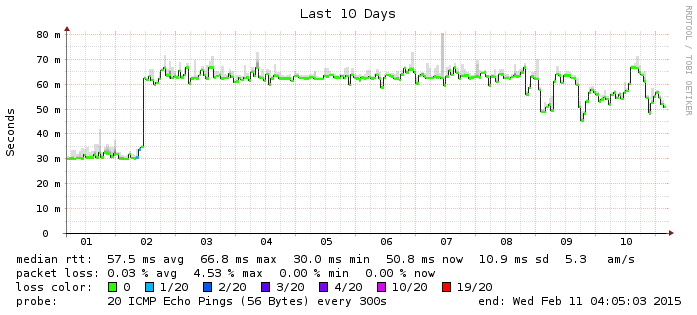 Last 10 Days
RRDTOOL / TOBI OETIKER
Seconds
80 m
70 m
60 m
50 m
40 m
30 m
20 m
10 m
0
01 02 03 04 05 06 07 08 09 10
median rtt: 57.5 ms avg 66.8 ms max 30.0 ms min 50.8 ms now 10.9 ms sd 5.3 am/s
packet loss: 0.03 % avg 4.53 % max 0.00 % min 0.00 % now
loss color: 0 1/20 2/20 3/20 4/20 10/20 19/20
probe: 20 ICMP Echo Pings (56 Bytes) every 300s end: Wed Feb 11 04:05:03 2015